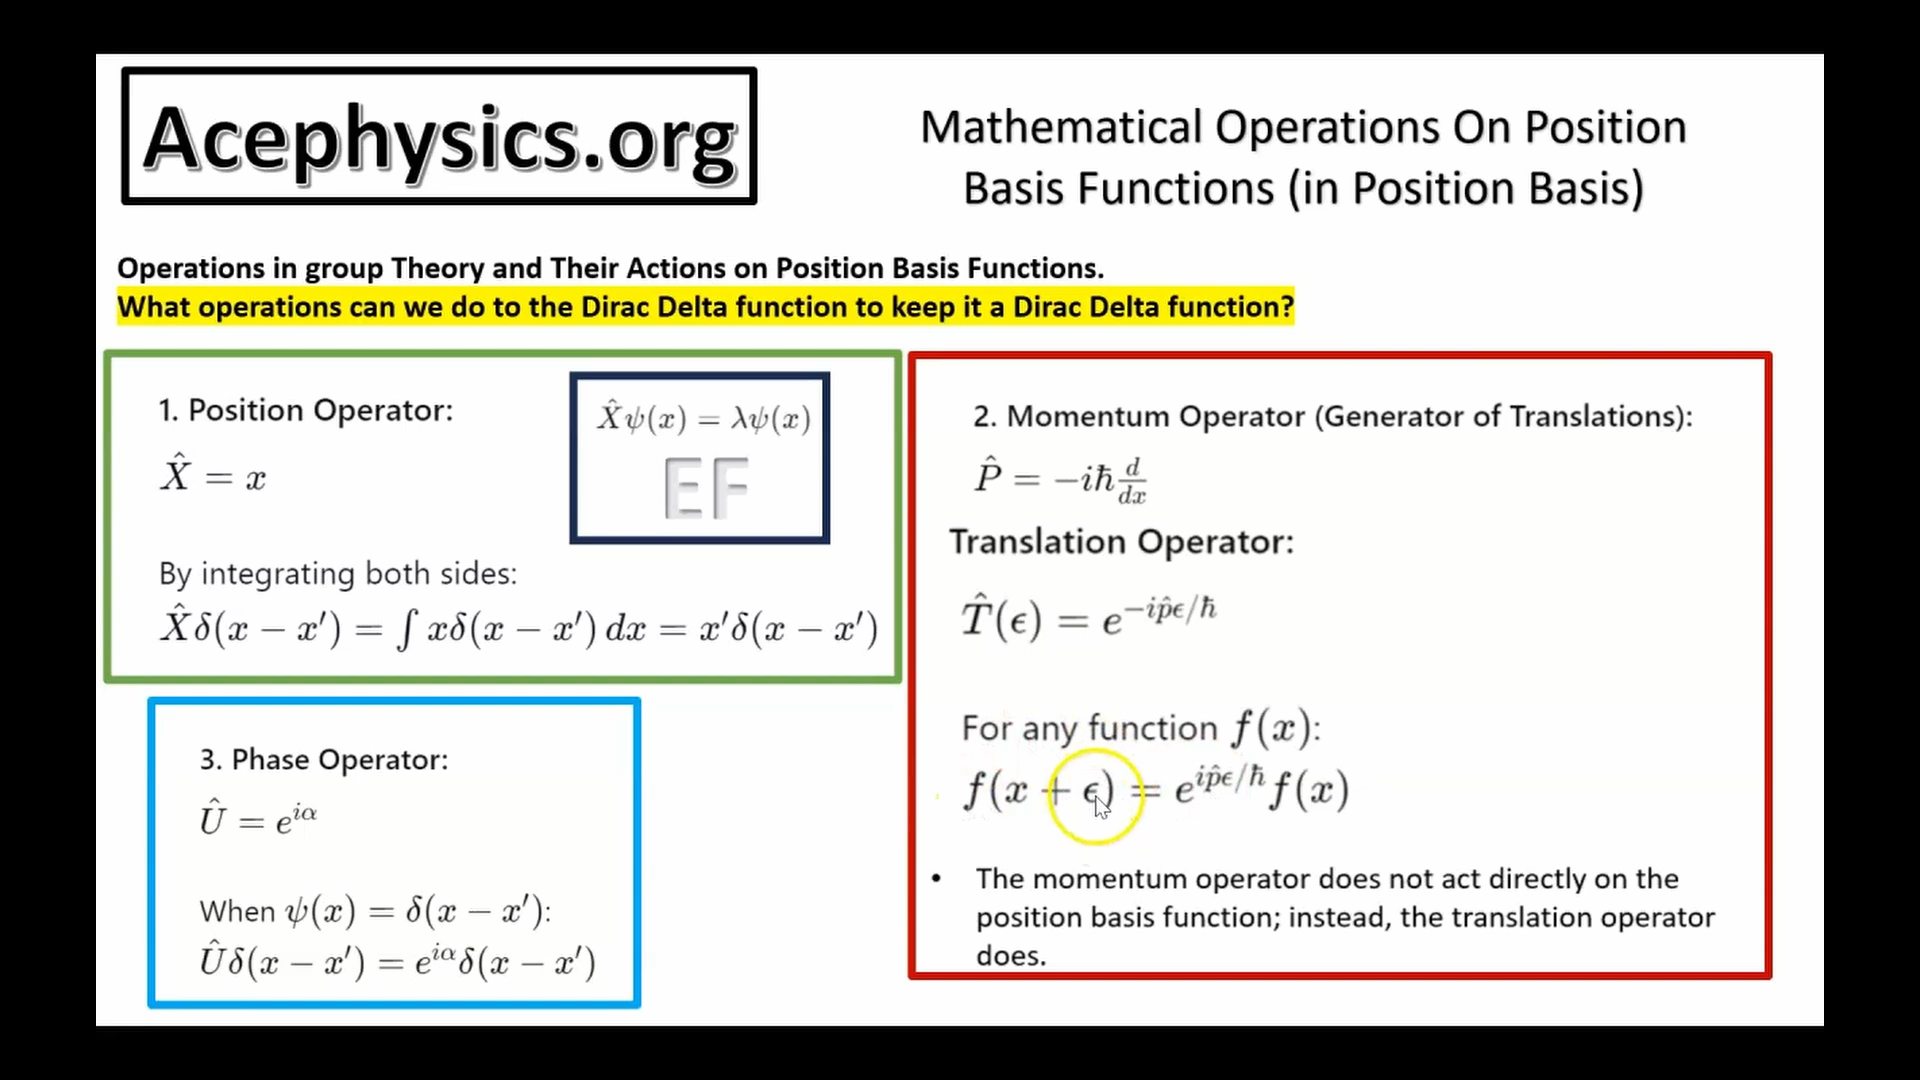 Acephysics.org
Mathematical Operations On Position
Basis Functions (in Position Basis)
Operations in group Theory and Their Actions on Position Basis Functions.
What operations can we do to the Dirac Delta function to keep it a Dirac Delta function?
1. Position Operator:
X̂ = x
X̂ψ(x) = λψ(x)
EF
By integrating both sides:
X̂δ(x − x′) = ∫ xδ(x − x′) dx = x′δ(x − x′)
2. Momentum Operator (Generator of Translations):
P̂ = −iħ d/dx
Translation Operator:
T̂(ϵ) = e^{−ip̂ϵ/ħ}
For any function f(x):
f(x + ϵ) = e^{ip̂ϵ/ħ} f(x)
• The momentum operator does not act directly on the
position basis function; instead, the translation operator
does.
3. Phase Operator:
Û = e^{iα}
When ψ(x) = δ(x − x′):
Ûδ(x − x′) = e^{iα}δ(x − x′)